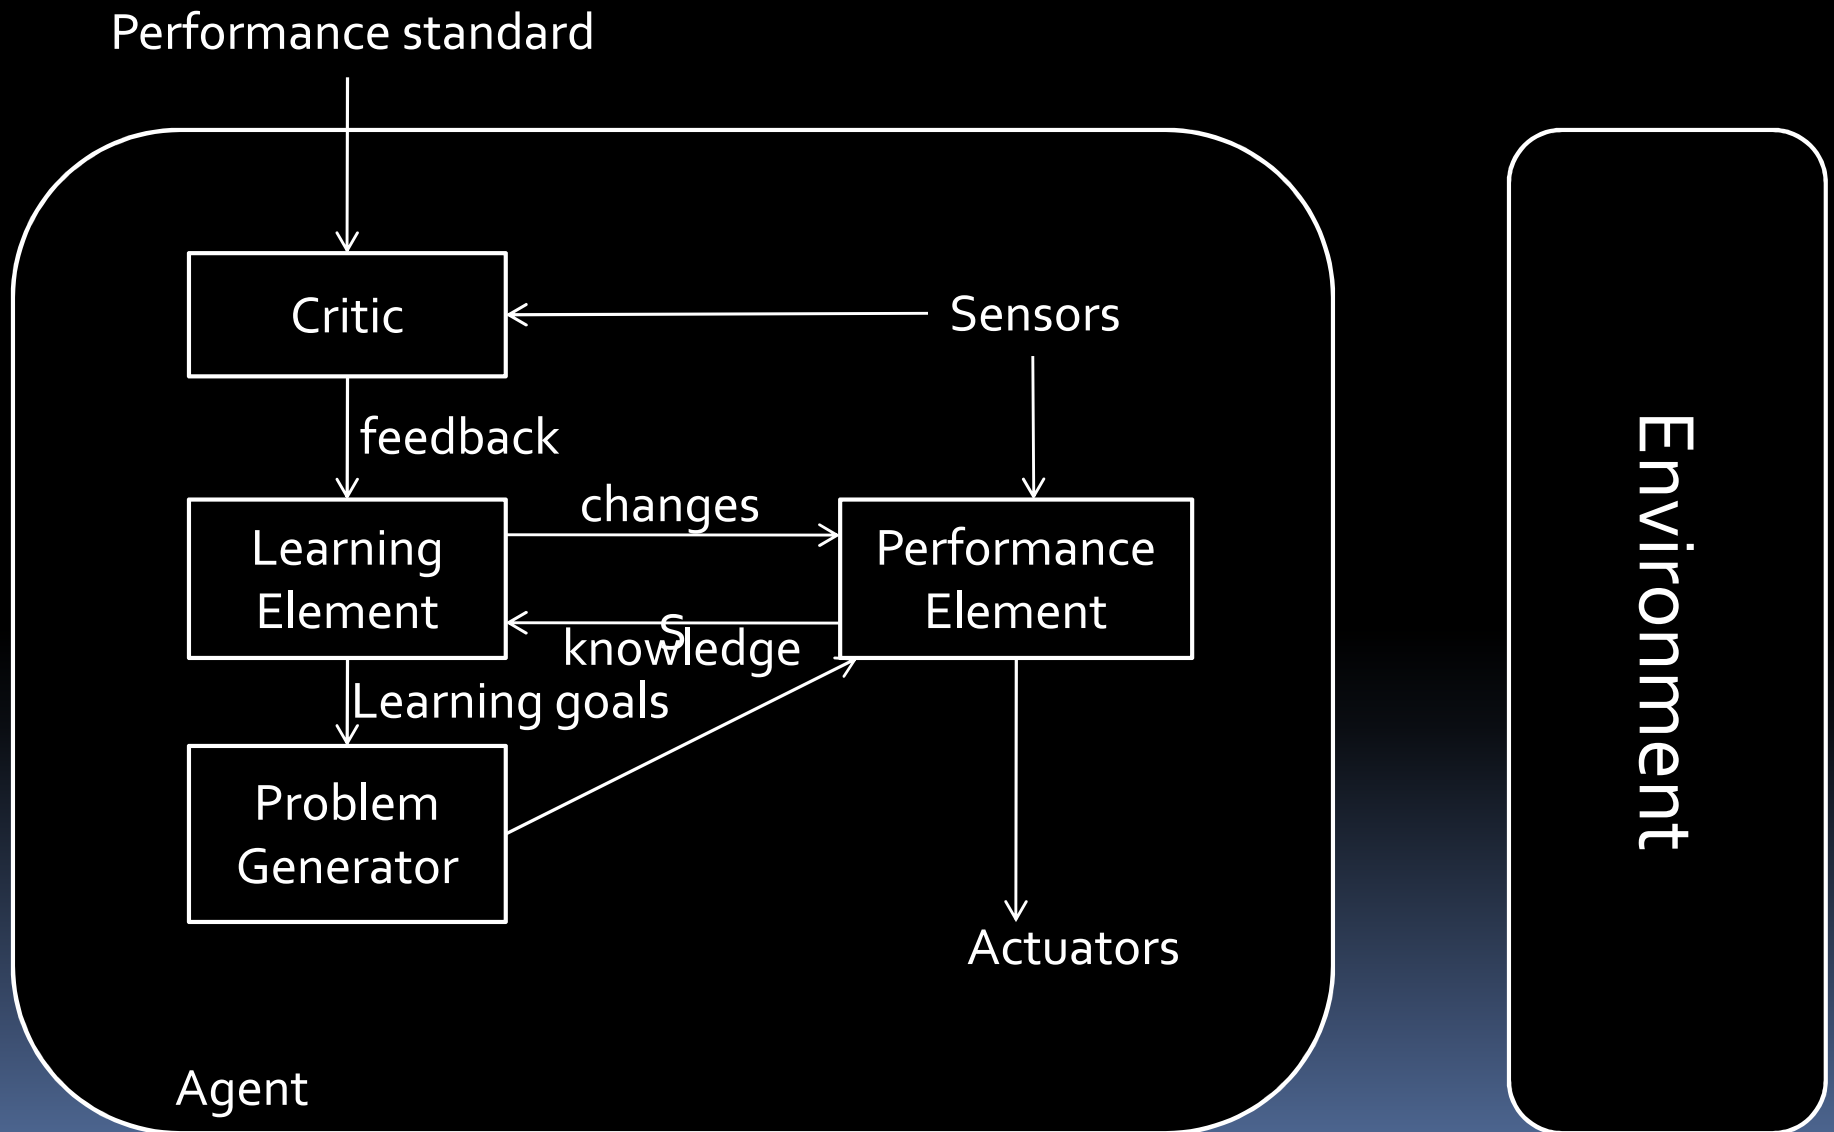 Performance standard
Critic
Sensors
feedback
changes
Learning
Element
Performance
Element
S
knowledge
Learning goals
Problem
Generator
Actuators
Agent
Environment